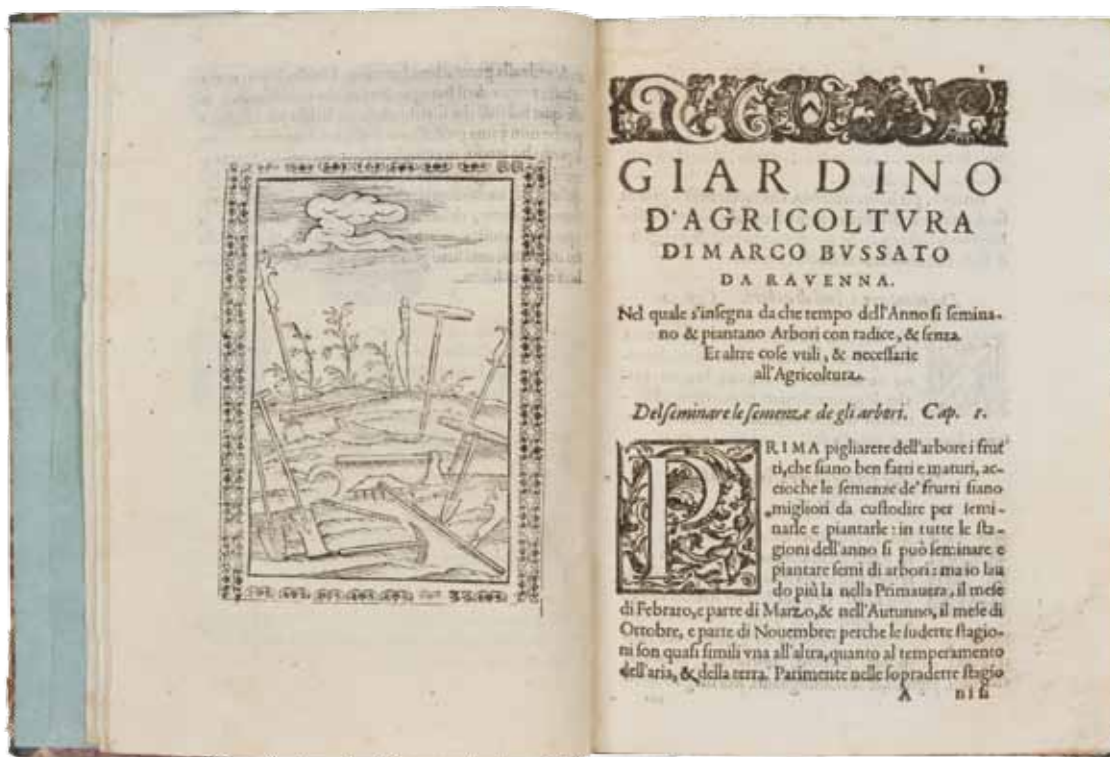 1
GIARDINO
D'AGRICOLTVRA
DI MARCO BVSSATO
DA RAVENNA.
Nel quale s'inſegna da che tempo dell'Anno ſi ſemina-
no & piantano Arbori con radice, & ſenza.
Et altre coſe vtili, & neceſſarie
all'Agricoltura.
Del ſeminare le ſemenze de gli arbori. Cap. 1.
PRIMA pigliarete dell'arbore i frut
ti, che ſiano ben fatti e maturi, ac-
cioche le ſemenze de' frutti ſiano
migliori da cuſtodire per ſemi-
narle e piantarle: in tutte le ſta-
gioni dell'anno ſi può ſeminare e
piantare ſemi di arbori: ma io lau
do più la nella Primauera, il meſe
di Febraro, e parte di Marzo, & nell'Autunno, il meſe di
Ottobre, e parte di Nouembre: perche le ſudette ſtagio-
ni ſon quaſi ſimili vna all'altra, quanto al temperamento
dell'aria, & della terra. Parimente nelle ſopradette ſtagio
A ni ſi